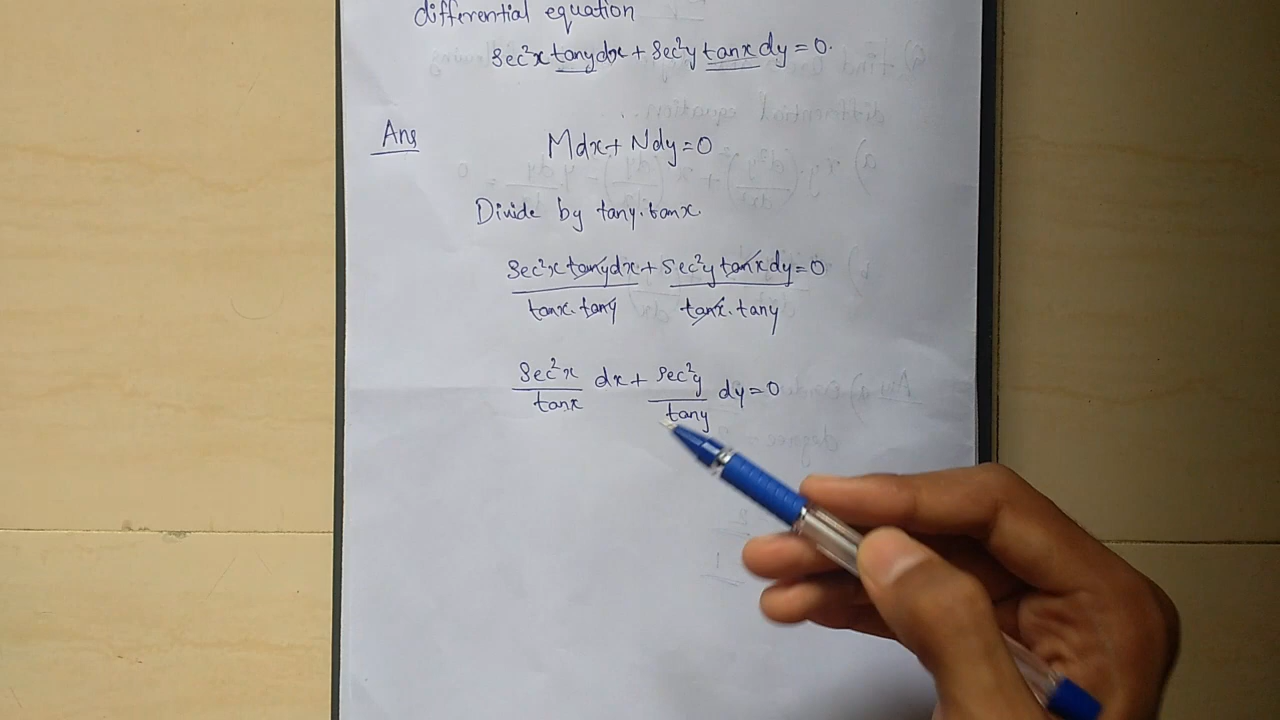 differential equation
sec²x tany dx + sec²y tanx dy = 0.
Ans
Mdx + Ndy = 0
Divide by tany. tanx.
sec²x tany dx + sec²y tanx dy = 0
tanx. tany tanx. tany
sec²x dx + sec²y dy = 0
tanx tany